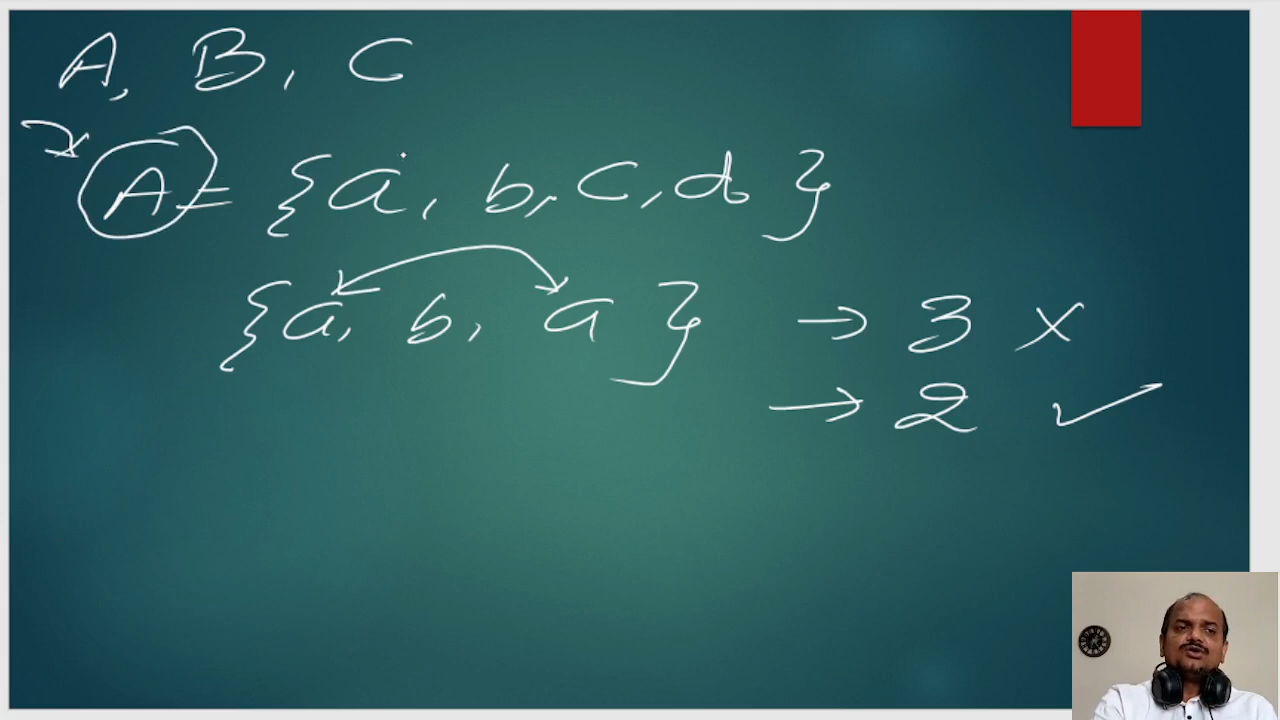 A, B, C
A = {a, b, c, d}
{a, b, a} → 3 ×
→ 2 ✓